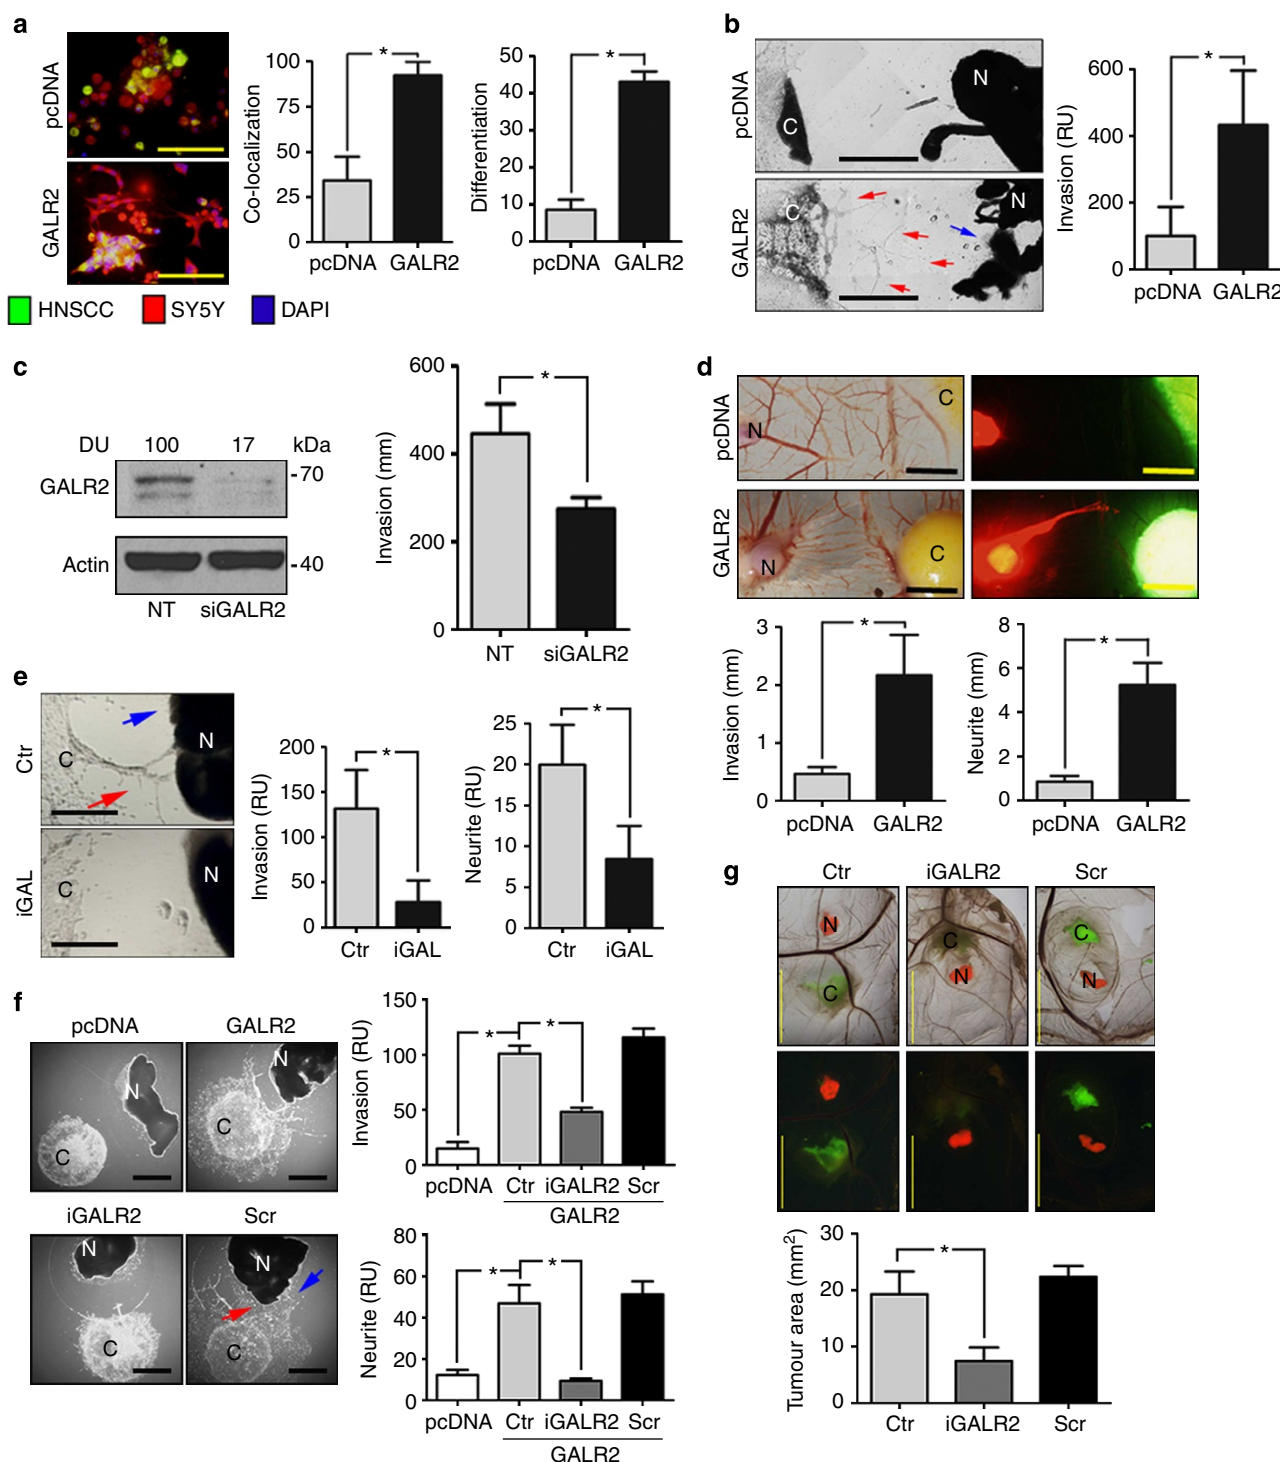 a
pcDNA
GALR2
Co-localization
100
75
50
25
0
*
pcDNA GALR2
Differentiation
50
40
30
20
10
0
*
pcDNA GALR2
HNSCC SY5Y DAPI
b
pcDNA
C
N
GALR2
C
N
Invasion (RU)
600
400
200
0
*
pcDNA GALR2
c
DU 100 17 kDa
GALR2
-70
Actin
-40
NT siGALR2
Invasion (mm)
600
400
200
0
*
NT siGALR2
d
pcDNA
N
C
GALR2
N
C
Invasion (mm)
3
2
1
0
*
pcDNA GALR2
Neurite (mm)
8
6
4
2
0
*
pcDNA GALR2
e
Ctr
C
N
iGAL
C
N
Invasion (RU)
200
150
100
50
0
*
Ctr iGAL
Neurite (RU)
25
20
15
10
5
0
*
Ctr iGAL
f
pcDNA GALR2
N
C
N
C
iGALR2 Scr
N
C
N
C
Invasion (RU)
150
100
50
0
* *
pcDNA Ctr iGALR2 Scr
GALR2
Neurite (RU)
80
60
40
20
0
* *
pcDNA Ctr iGALR2 Scr
GALR2
g
Ctr iGALR2 Scr
N
C
C
N
C
N
Tumour area (mm²)
30
20
10
0
*
Ctr iGALR2 Scr